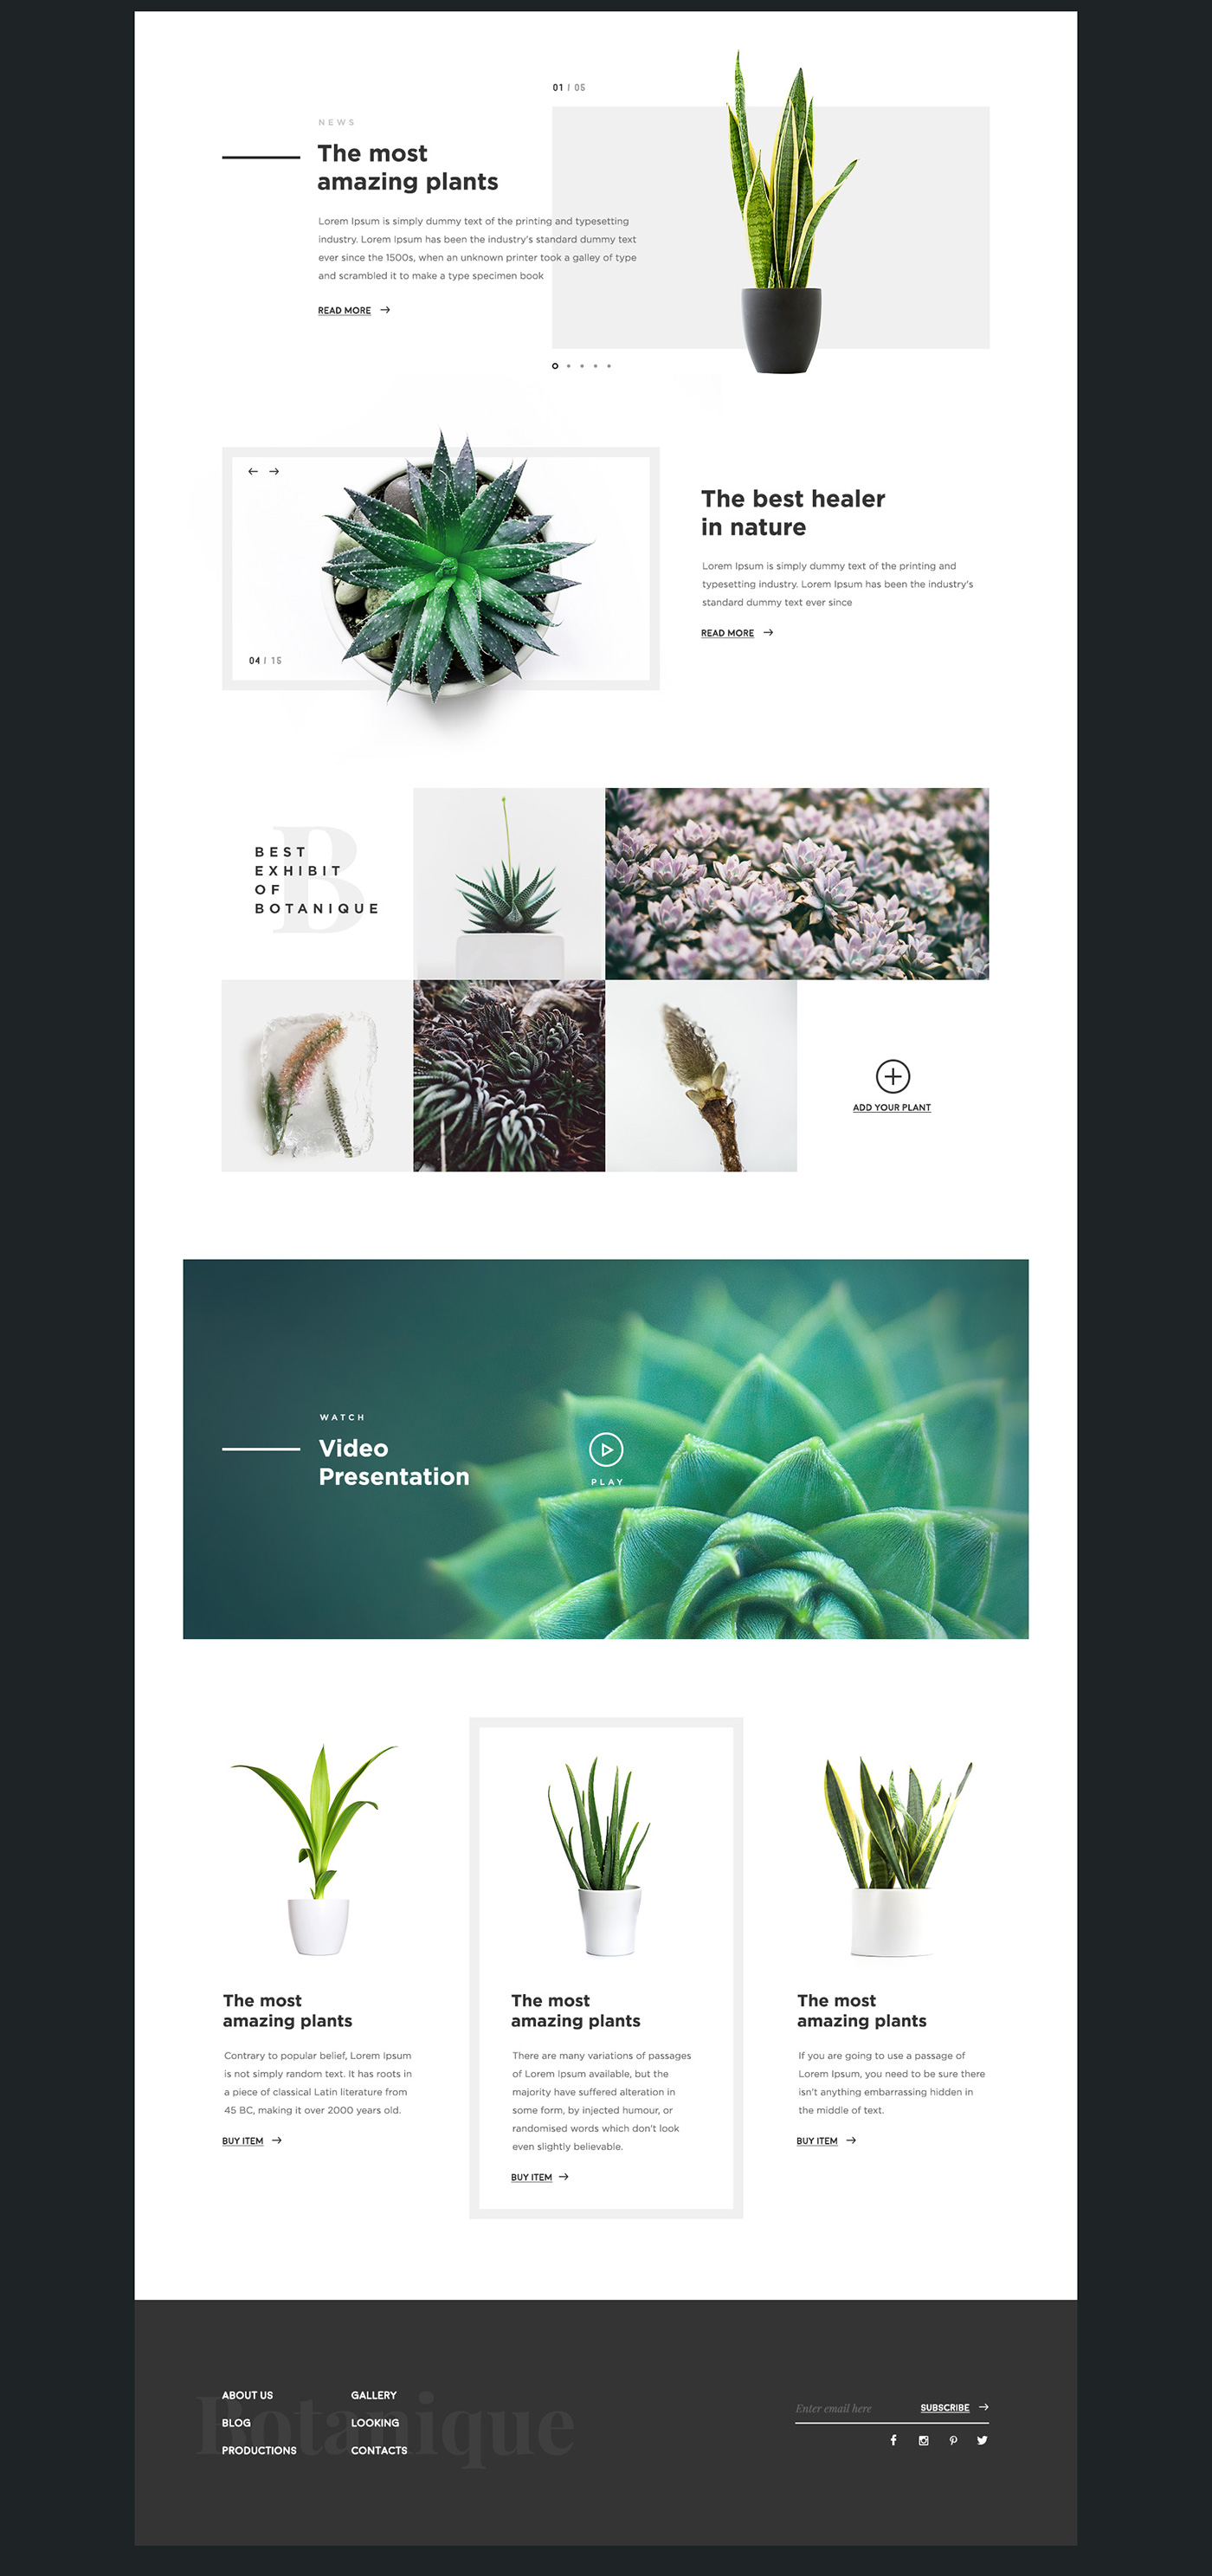 01 / 05
NEWS
The most
amazing plants
Lorem Ipsum is simply dummy text of the printing and typesetting
industry. Lorem Ipsum has been the industry's standard dummy text
ever since the 1500s, when an unknown printer took a galley of type
and scrambled it to make a type specimen book
READ MORE
04 / 15
The best healer
in nature
Lorem Ipsum is simply dummy text of the printing and
typesetting industry. Lorem Ipsum has been the industry's
standard dummy text ever since
READ MORE
B
BEST
EXHIBIT
OF
BOTANIQUE
ADD YOUR PLANT
WATCH
Video
Presentation
PLAY
The most
amazing plants
Contrary to popular belief, Lorem Ipsum
is not simply random text. It has roots in
a piece of classical Latin literature from
45 BC, making it over 2000 years old.
BUY ITEM
The most
amazing plants
There are many variations of passages
of Lorem Ipsum available, but the
majority have suffered alteration in
some form, by injected humour, or
randomised words which don't look
even slightly believable.
BUY ITEM
The most
amazing plants
If you are going to use a passage of
Lorem Ipsum, you need to be sure there
isn't anything embarrassing hidden in
the middle of text.
BUY ITEM
Botanique
ABOUT US
BLOG
PRODUCTIONS
GALLERY
LOOKING
CONTACTS
Enter email here
SUBSCRIBE